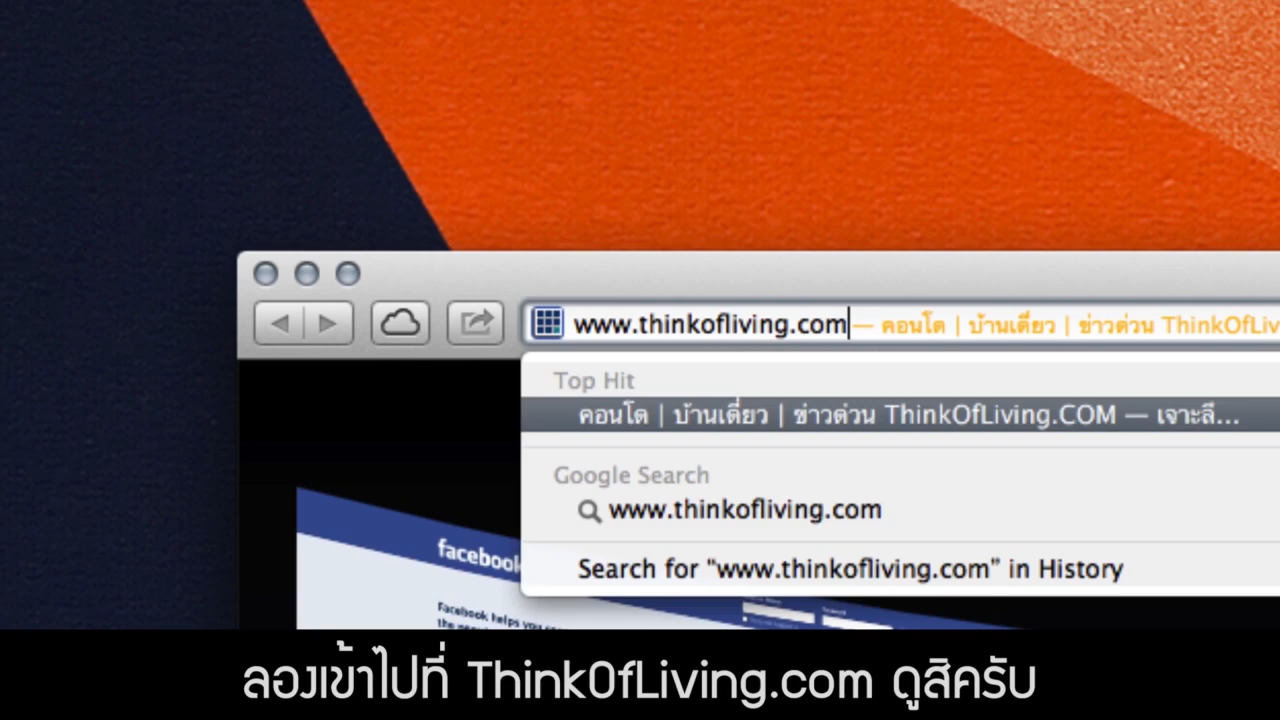 www.thinkofliving.com — คอนโด | บ้านเดี่ยว | ข่าวด่วน ThinkOfLiv
Top Hit
คอนโด | บ้านเดี่ยว | ข่าวด่วน ThinkOfLiving.COM — เจาะลึ...
Google Search
www.thinkofliving.com
Search for "www.thinkofliving.com" in History
facebook
Facebook helps you
ลองเข้าไปที่ ThinkOfLiving.com ดูสิครับ